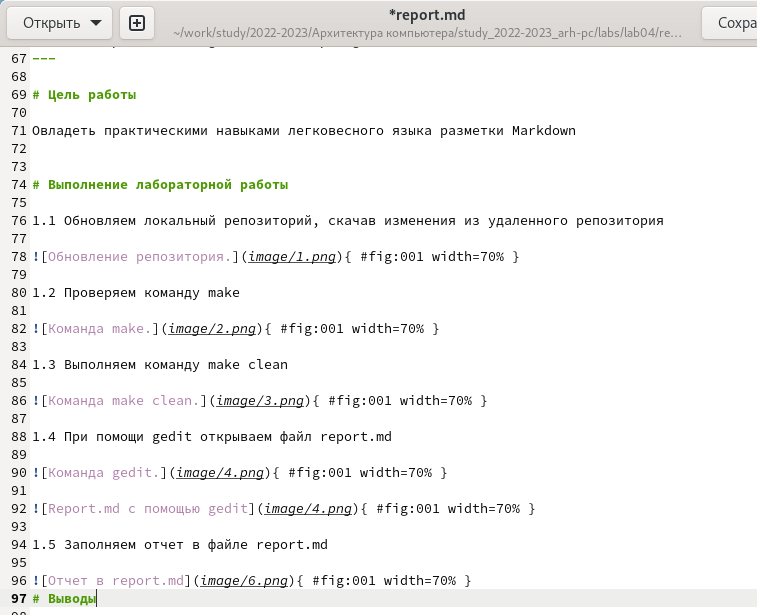 Открыть
*report.md
~/work/study/2022-2023/Архитектура компьютера/study_2022-2023_arh-pc/labs/lab04/re...
Сохра
67 ---
68
69 # Цель работы
70
71 Овладеть практическими навыками легковесного языка разметки Markdown
72
73
74 # Выполнение лабораторной работы
75
76 1.1 Обновляем локальный репозиторий, скачав изменения из удаленного репозитория
77
78 ![Обновление репозитория.](image/1.png){ #fig:001 width=70% }
79
80 1.2 Проверяем команду make
81
82 ![Команда make.](image/2.png){ #fig:001 width=70% }
83
84 1.3 Выполняем команду make clean
85
86 ![Команда make clean.](image/3.png){ #fig:001 width=70% }
87
88 1.4 При помощи gedit открываем файл report.md
89
90 ![Команда gedit.](image/4.png){ #fig:001 width=70% }
91
92 ![Report.md с помощью gedit](image/4.png){ #fig:001 width=70% }
93
94 1.5 Заполняем отчет в файле report.md
95
96 ![Отчет в report.md](image/6.png){ #fig:001 width=70% }
97 # Выводы